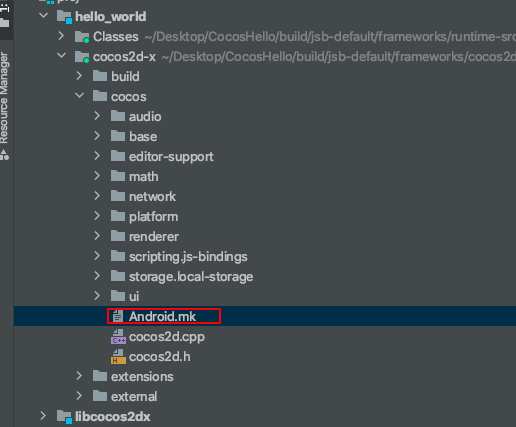 hello_world
Classes ~/Desktop/CocosHello/build/jsb-default/frameworks/runtime-src
cocos2d-x ~/Desktop/CocosHello/build/jsb-default/frameworks/cocos2d
build
cocos
audio
base
editor-support
math
network
platform
renderer
scripting.js-bindings
storage.local-storage
ui
Android.mk
cocos2d.cpp
cocos2d.h
extensions
external
libcocos2dx
Resource Manager